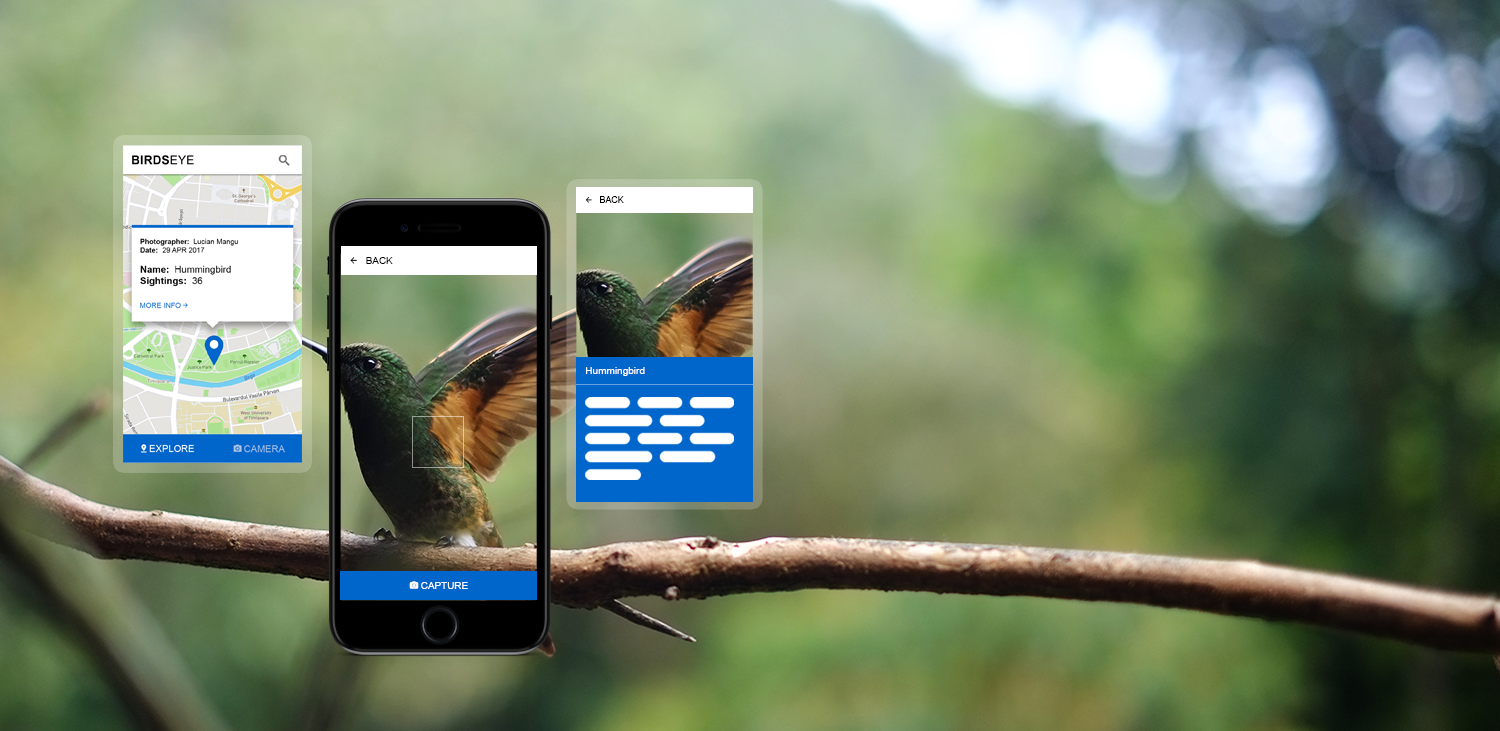 BIRDSEYE
St. George's
Cathedral
Photographer: Lucian Mangu
Date: 29 APR 2017
Name: Hummingbird
Sightings: 36
MORE INFO →
Cathedral Park
Justice Park
Parcul Rozelor
Bulevardul Vasile Pârvan
West University
of Timișoara
EXPLORE
CAMERA
← BACK
CAPTURE
← BACK
Hummingbird